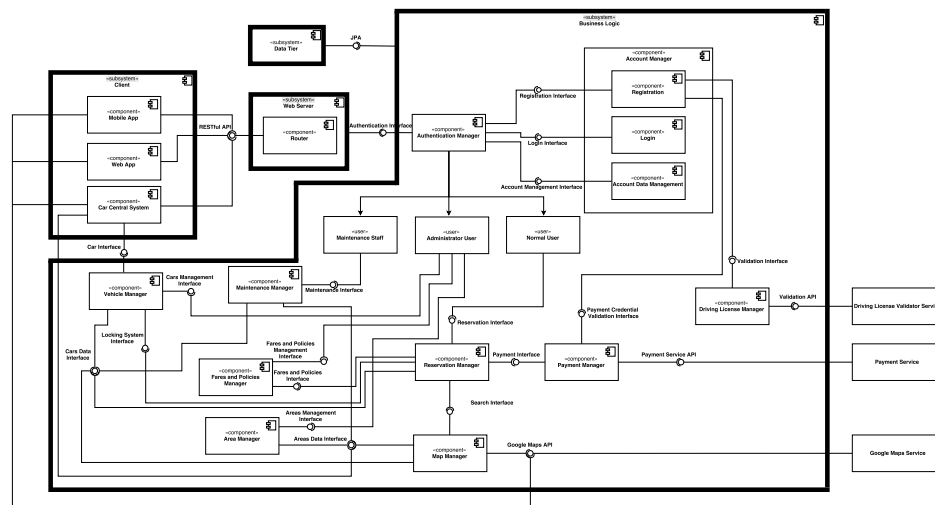 «subsystem»
Business Logic
«subsystem»
Data Tier
JPA
«component»
Account Manager
«subsystem»
Client
«component»
Registration
Registration Interface
«component»
Mobile App
«subsystem»
Web Server
RESTful API
«component»
Router
Authentication Interface
«component»
Authentication Manager
«component»
Login
Login Interface
«component»
Web App
«component»
Account Data Management
Account Management Interface
«component»
Car Central System
«user»
Maintenance Staff
«user»
Administrator User
«user»
Normal User
Car Interface
Validation Interface
«component»
Vehicle Manager
Cars Management
Interface
«component»
Maintenance Manager
Maintenance Interface
«component»
Driving License Manager
Validation API
Driving License Validator Servi
Payment Credential
Validation Interface
Locking System
Interface
Reservation Interface
Cars Data
Interface
Fares and Policies
Management
Interface
«component»
Fares and Policies
Manager
Fares and Policies
Interface
«component»
Reservation Manager
Payment Interface
«component»
Payment Manager
Payment Service API
Payment Service
Search Interface
Areas Management
Interface
«component»
Area Manager
Areas Data Interface
«component»
Map Manager
Google Maps API
Google Maps Service